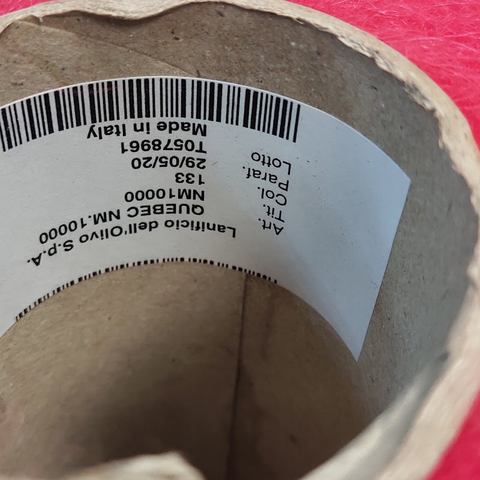 Lanificio dell'Olivo S.p.A.
Art. QUEBEC NM.10000
Tit. NM10000
Col. 133
Paraf. 29/05/20
Lotto T0578961
Made in Italy